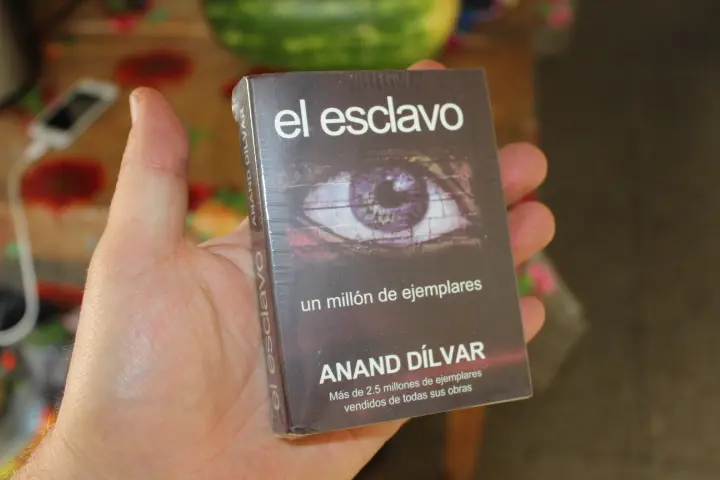 el esclavo
un millón de ejemplares
ANAND DÍLVAR
Más de 2.5 millones de ejemplares
vendidos de todas sus obras
el esclavo
ANAND DÍLVAR